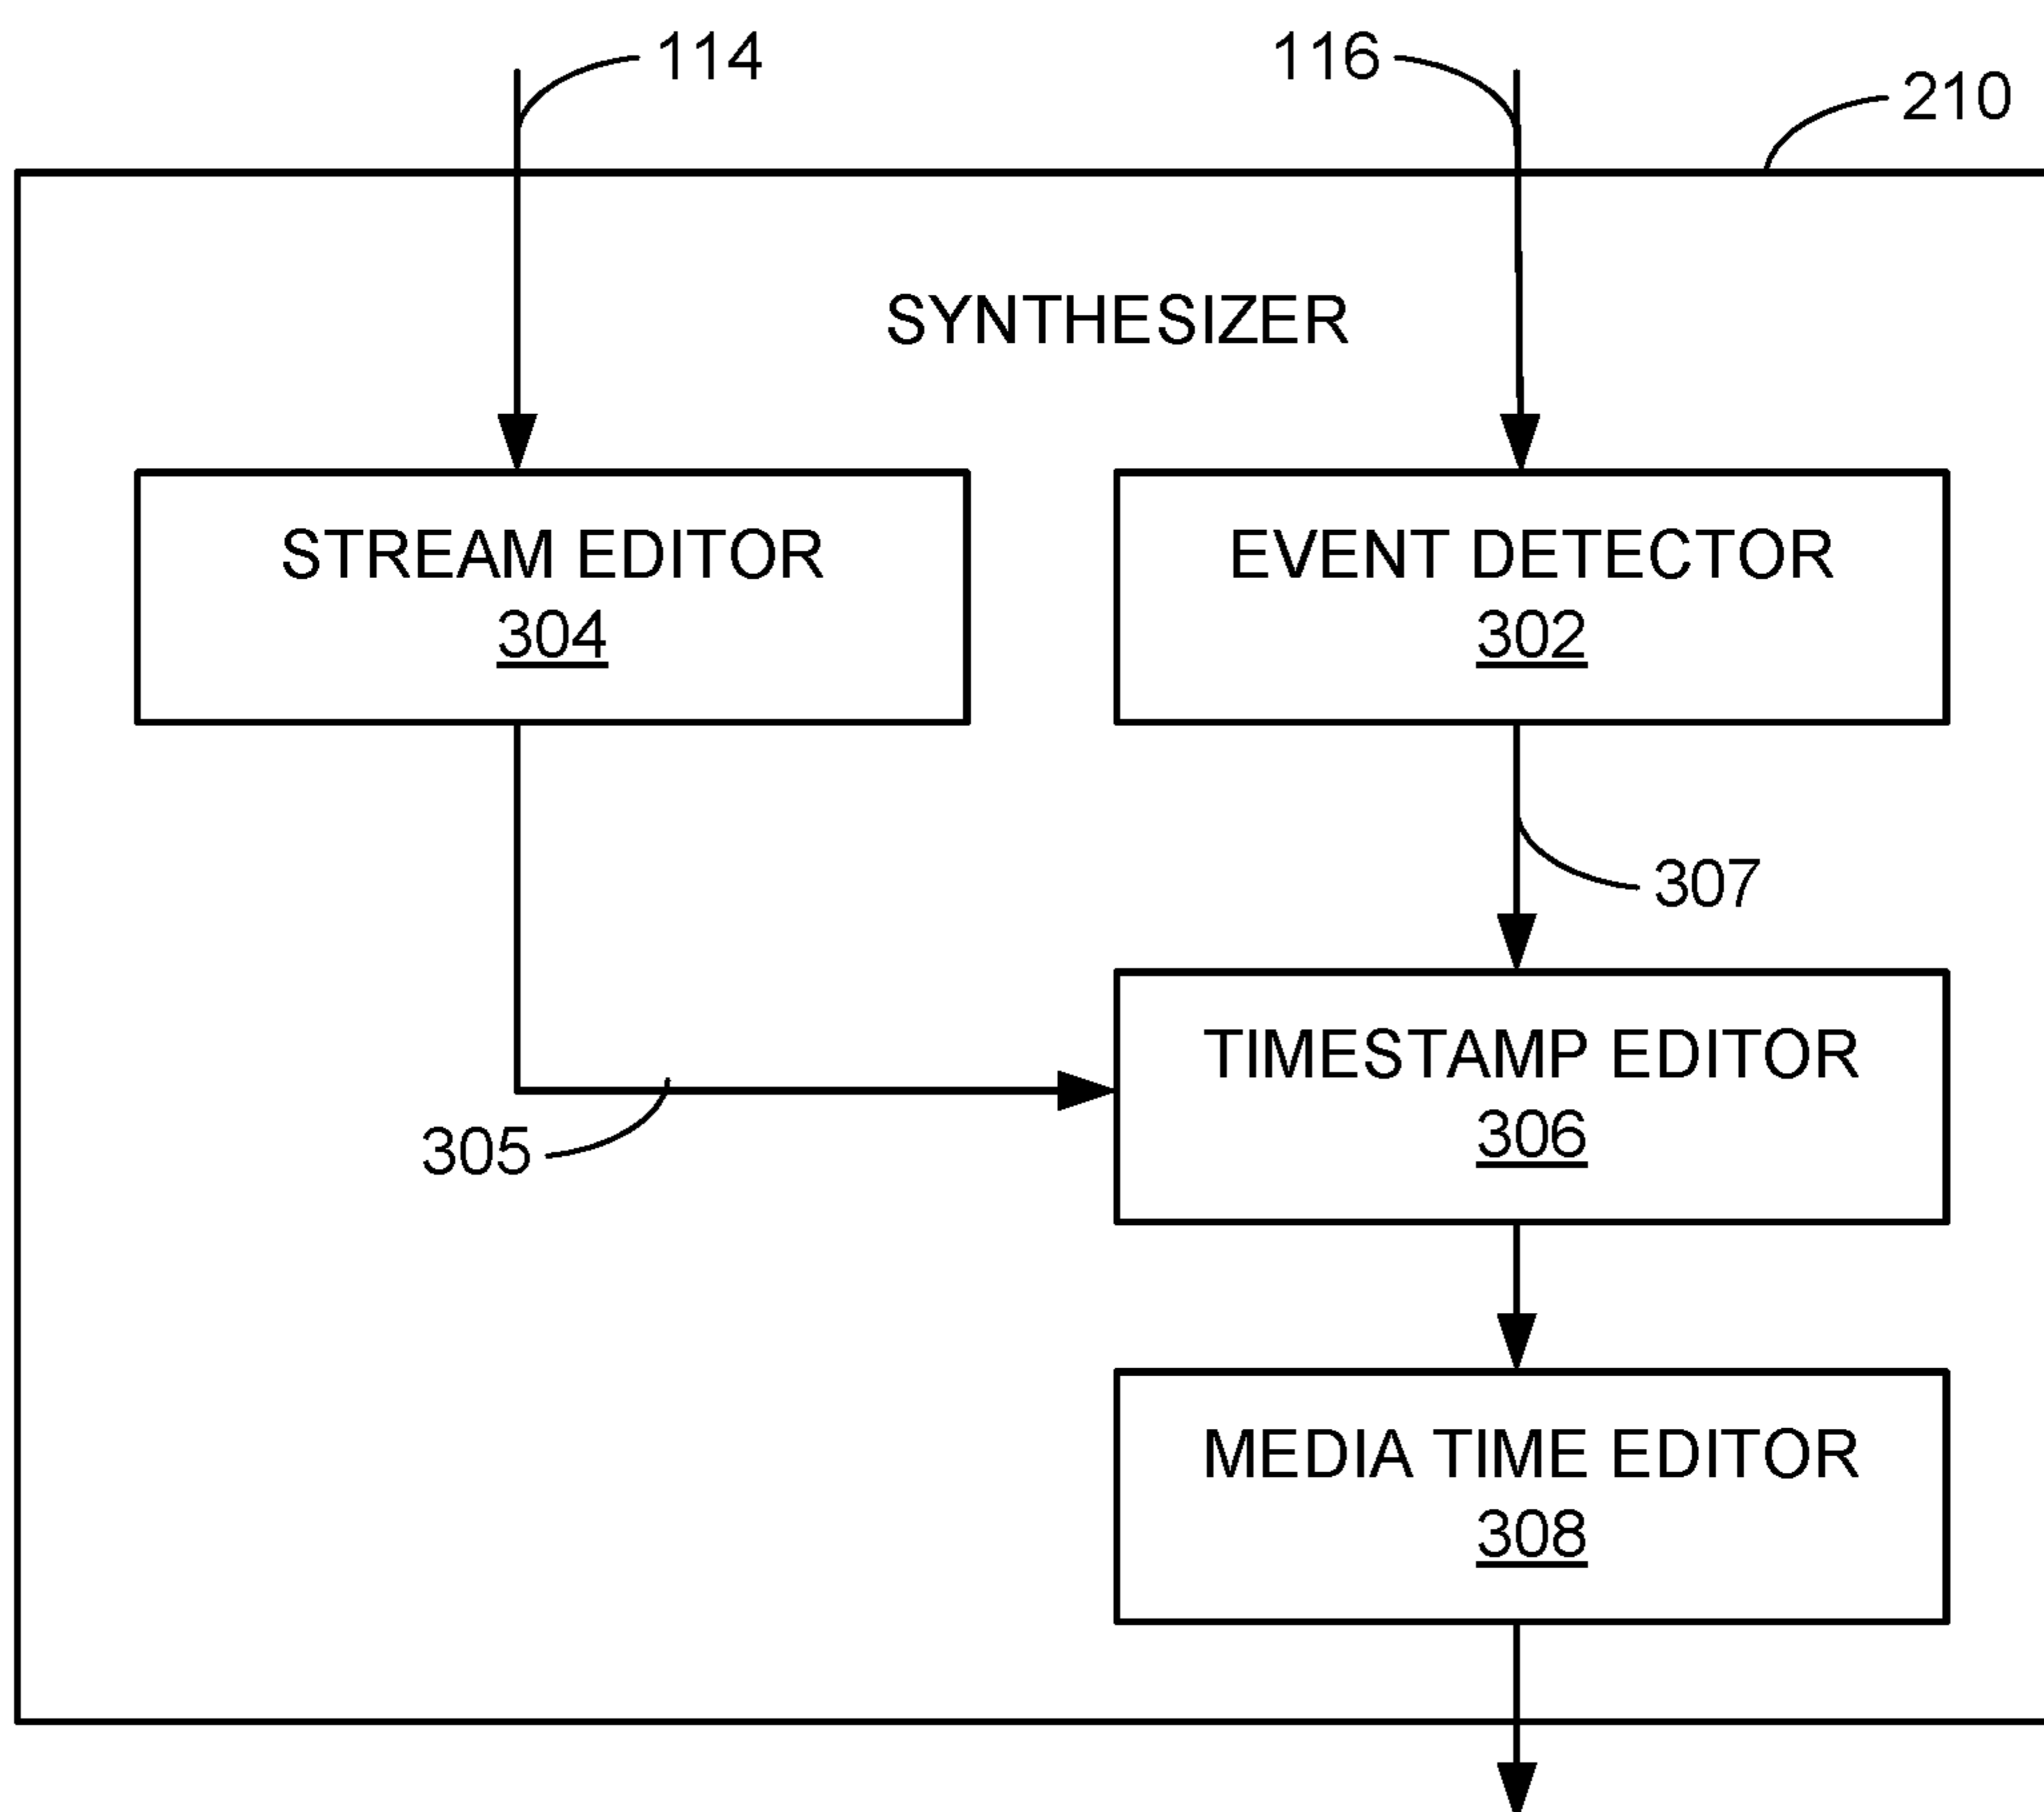 114
116
210
SYNTHESIZER
STREAM EDITOR
304
EVENT DETECTOR
302
307
305
TIMESTAMP EDITOR
306
MEDIA TIME EDITOR
308